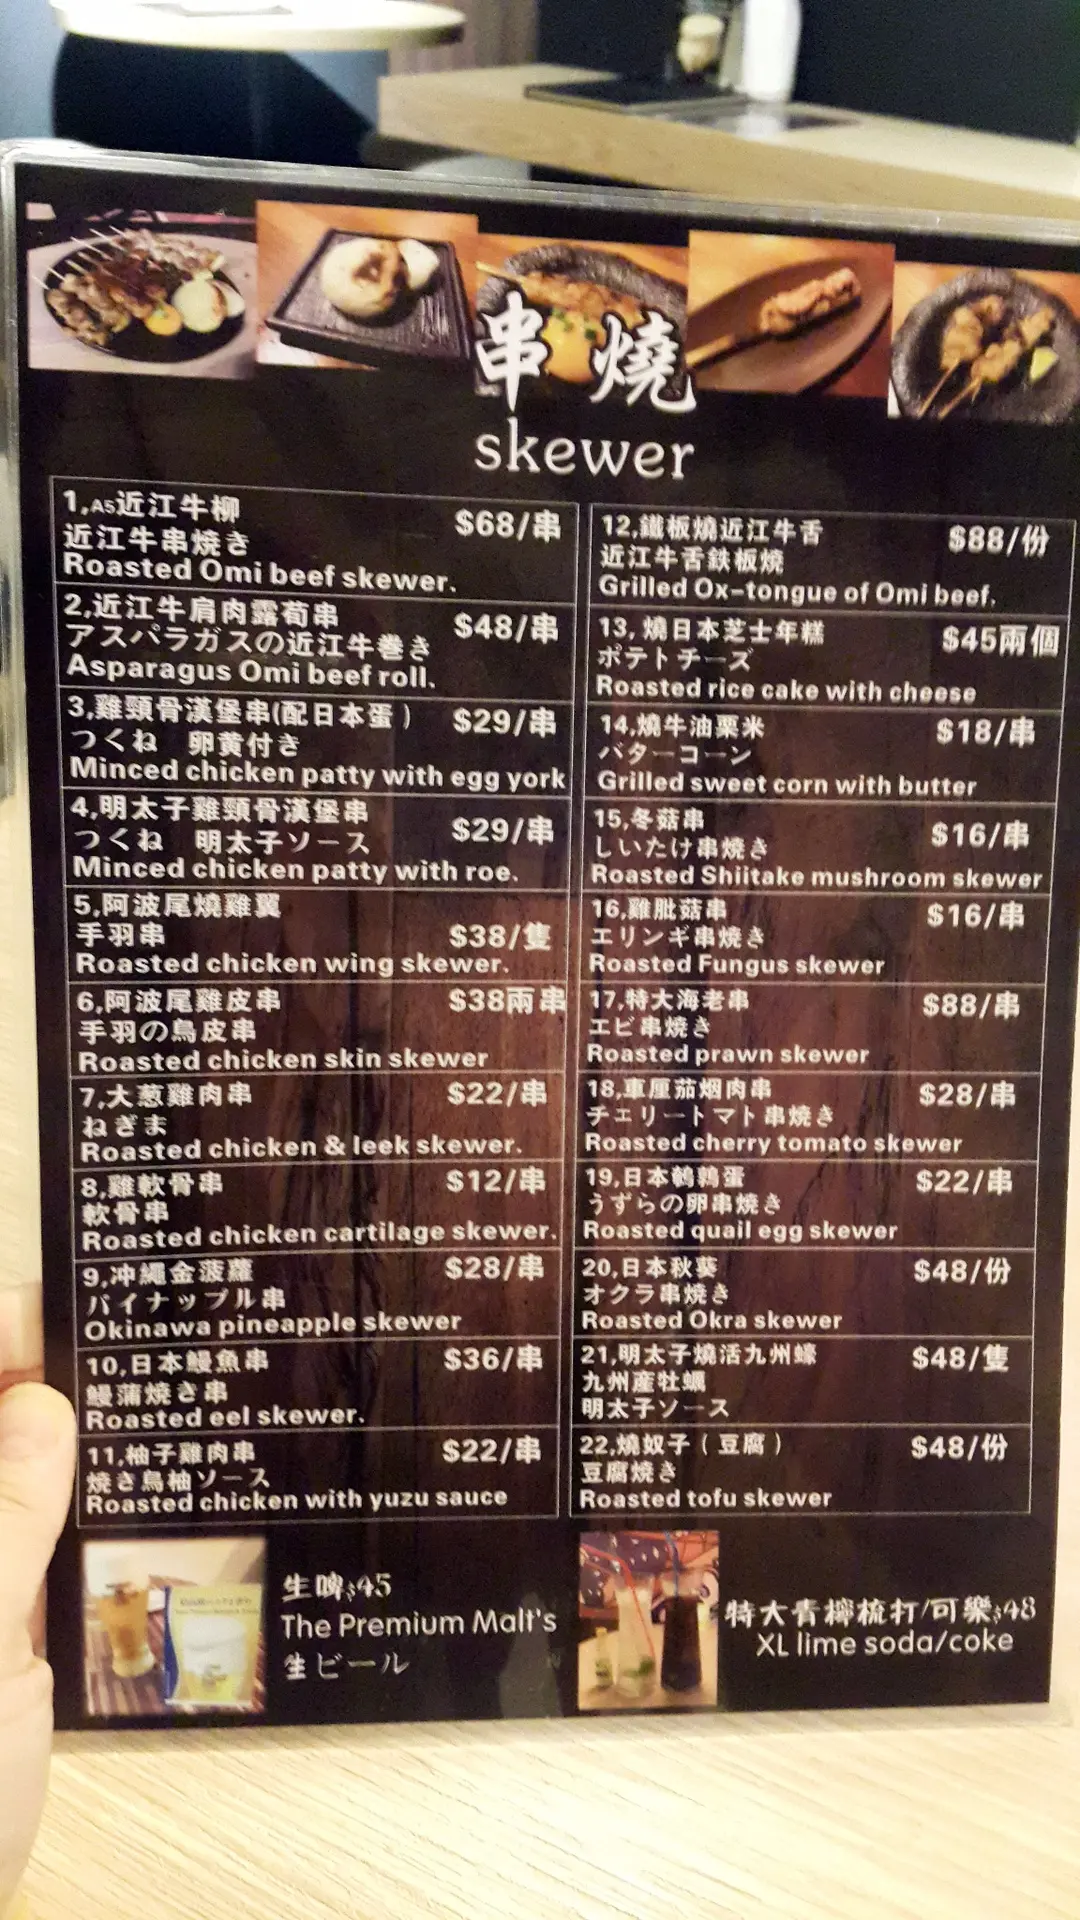 串燒
skewer
1,A5近江牛柳
近江牛串焼き
Roasted Omi beef skewer.
$68/串
2,近江牛肩肉露荀串
アスパラガスの近江牛巻き
Asparagus Omi beef roll.
$48/串
3,雞頸骨漢堡串(配日本蛋)
つくね 卵黄付き
Minced chicken patty with egg york
$29/串
4,明太子雞頸骨漢堡串
つくね 明太子ソース
Minced chicken patty with roe.
$29/串
5,阿波尾燒雞翼
手羽串
Roasted chicken wing skewer.
$38/隻
6,阿波尾雞皮串
手羽の鳥皮串
Roasted chicken skin skewer
$38兩串
7,大葱雞肉串
ねぎま
Roasted chicken & leek skewer.
$22/串
8,雞軟骨串
軟骨串
Roasted chicken cartilage skewer.
$12/串
9,冲繩金菠蘿
パイナップル串
Okinawa pineapple skewer
$28/串
10,日本鰻魚串
鰻蒲焼き串
Roasted eel skewer.
$36/串
11,柚子雞肉串
焼き鳥柚ソース
Roasted chicken with yuzu sauce
$22/串
12,鐵板燒近江牛舌
近江牛舌鉄板燒
Grilled Ox-tongue of Omi beef.
$88/份
13,燒日本芝士年糕
ポテトチーズ
Roasted rice cake with cheese
$45兩個
14,燒牛油粟米
バターコーン
Grilled sweet corn with butter
$18/串
15,冬菇串
しいたけ串焼き
Roasted Shiitake mushroom skewer
$16/串
16,雞肶菇串
エリンギ串焼き
Roasted Fungus skewer
$16/串
17,特大海老串
エビ串焼き
Roasted prawn skewer
$88/串
18,車厘茄烟肉串
チェリートマト串焼き
Roasted cherry tomato skewer
$28/串
19,日本鵪鶉蛋
うずらの卵串焼き
Roasted quail egg skewer
$22/串
20,日本秋葵
オクラ串焼き
Roasted Okra skewer
$48/份
21,明太子燒活九州蠔
九州産牡蠣
明太子ソース
$48/隻
22,燒奴子(豆腐)
豆腐焼き
Roasted tofu skewer
$48/份
生啤$45
The Premium Malt's
生ビール
特大青檸梳打/可樂$48
XL lime soda/coke